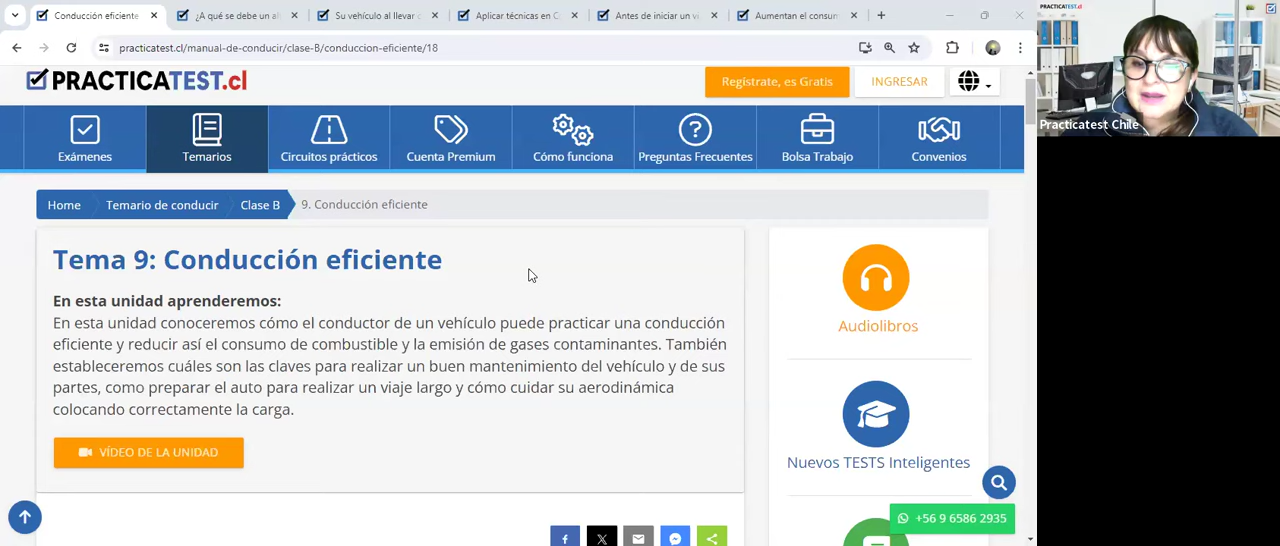 Conducción eficiente
¿A qué se debe un al
Su vehículo al llevar c
Aplicar técnicas en C
Antes de iniciar un vi
Aumentan el consum
practicatest.cl/manual-de-conducir/clase-B/conduccion-eficiente/18
PRACTICATEST.cl
Regístrate, es Gratis
INGRESAR
Exámenes
Temarios
Circuitos prácticos
Cuenta Premium
Cómo funciona
Preguntas Frecuentes
Bolsa Trabajo
Convenios
Home
Temario de conducir
Clase B
9. Conducción eficiente
Tema 9: Conducción eficiente
En esta unidad aprenderemos:
En esta unidad conoceremos cómo el conductor de un vehículo puede practicar una conducción
eficiente y reducir así el consumo de combustible y la emisión de gases contaminantes. También
estableceremos cuáles son las claves para realizar un buen mantenimiento del vehículo y de sus
partes, como preparar el auto para realizar un viaje largo y cómo cuidar su aerodinámica
colocando correctamente la carga.
VÍDEO DE LA UNIDAD
Audiolibros
Nuevos TESTS Inteligentes
+56 9 6586 2935
PRACTICATEST.cl
Practicatest Chile